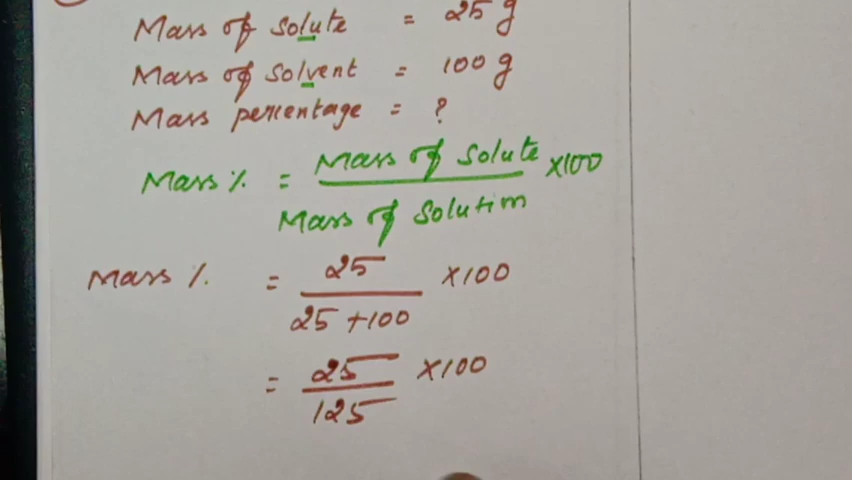 Mass of solute = 25 g
Mass of solvent = 100 g
Mass percentage = ?
Mass % = Mass of Solute / Mass of Solution ×100
Mass % = 25 / 25 + 100 ×100
= 25 / 125 ×100